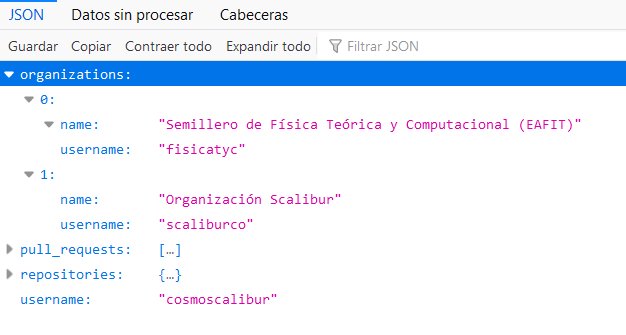 JSON Datos sin procesar Cabeceras
Guardar Copiar Contraer todo Expandir todo Filtrar JSON
organizations:
0:
name: "Semillero de Física Teórica y Computacional (EAFIT)"
username: "fisicatyc"
1:
name: "Organización Scalibur"
username: "scaliburco"
pull_requests: […]
repositories: {…}
username: "cosmoscalibur"